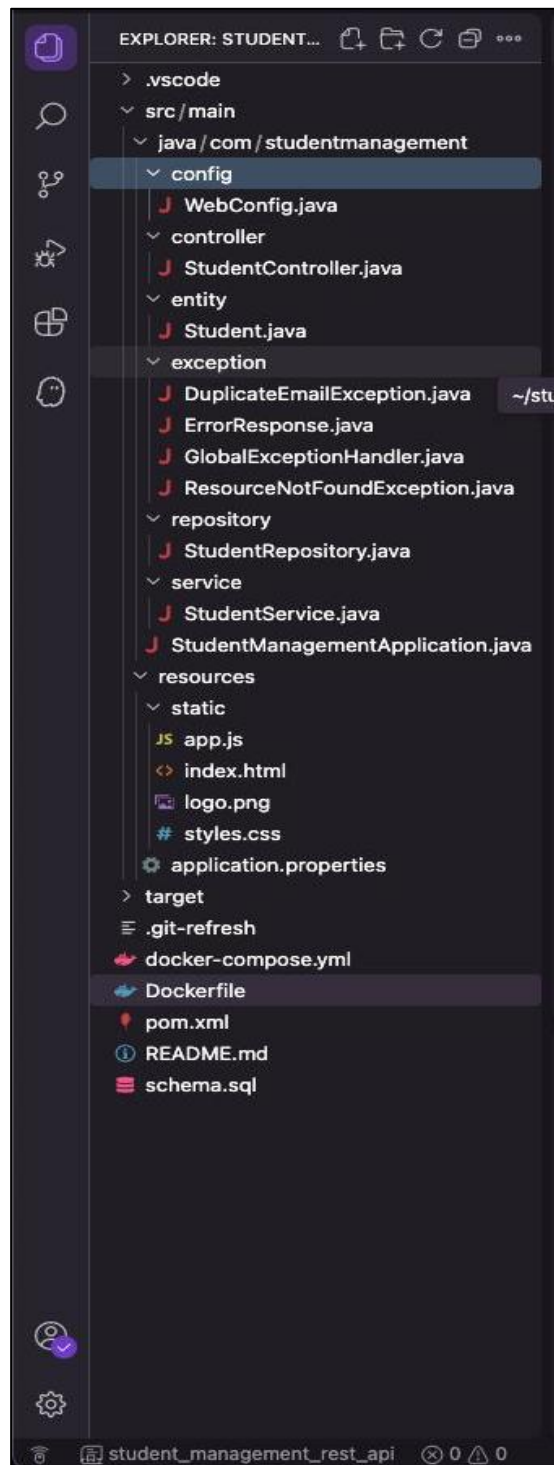 EXPLORER: STUDENT...
.vscode
src/main
java/com/studentmanagement
config
WebConfig.java
controller
StudentController.java
entity
Student.java
exception
DuplicateEmailException.java
~/stu
ErrorResponse.java
GlobalExceptionHandler.java
ResourceNotFoundException.java
repository
StudentRepository.java
service
StudentService.java
StudentManagementApplication.java
resources
static
JS app.js
index.html
logo.png
# styles.css
application.properties
target
.git-refresh
docker-compose.yml
Dockerfile
pom.xml
README.md
schema.sql
student_management_rest_api 0 0